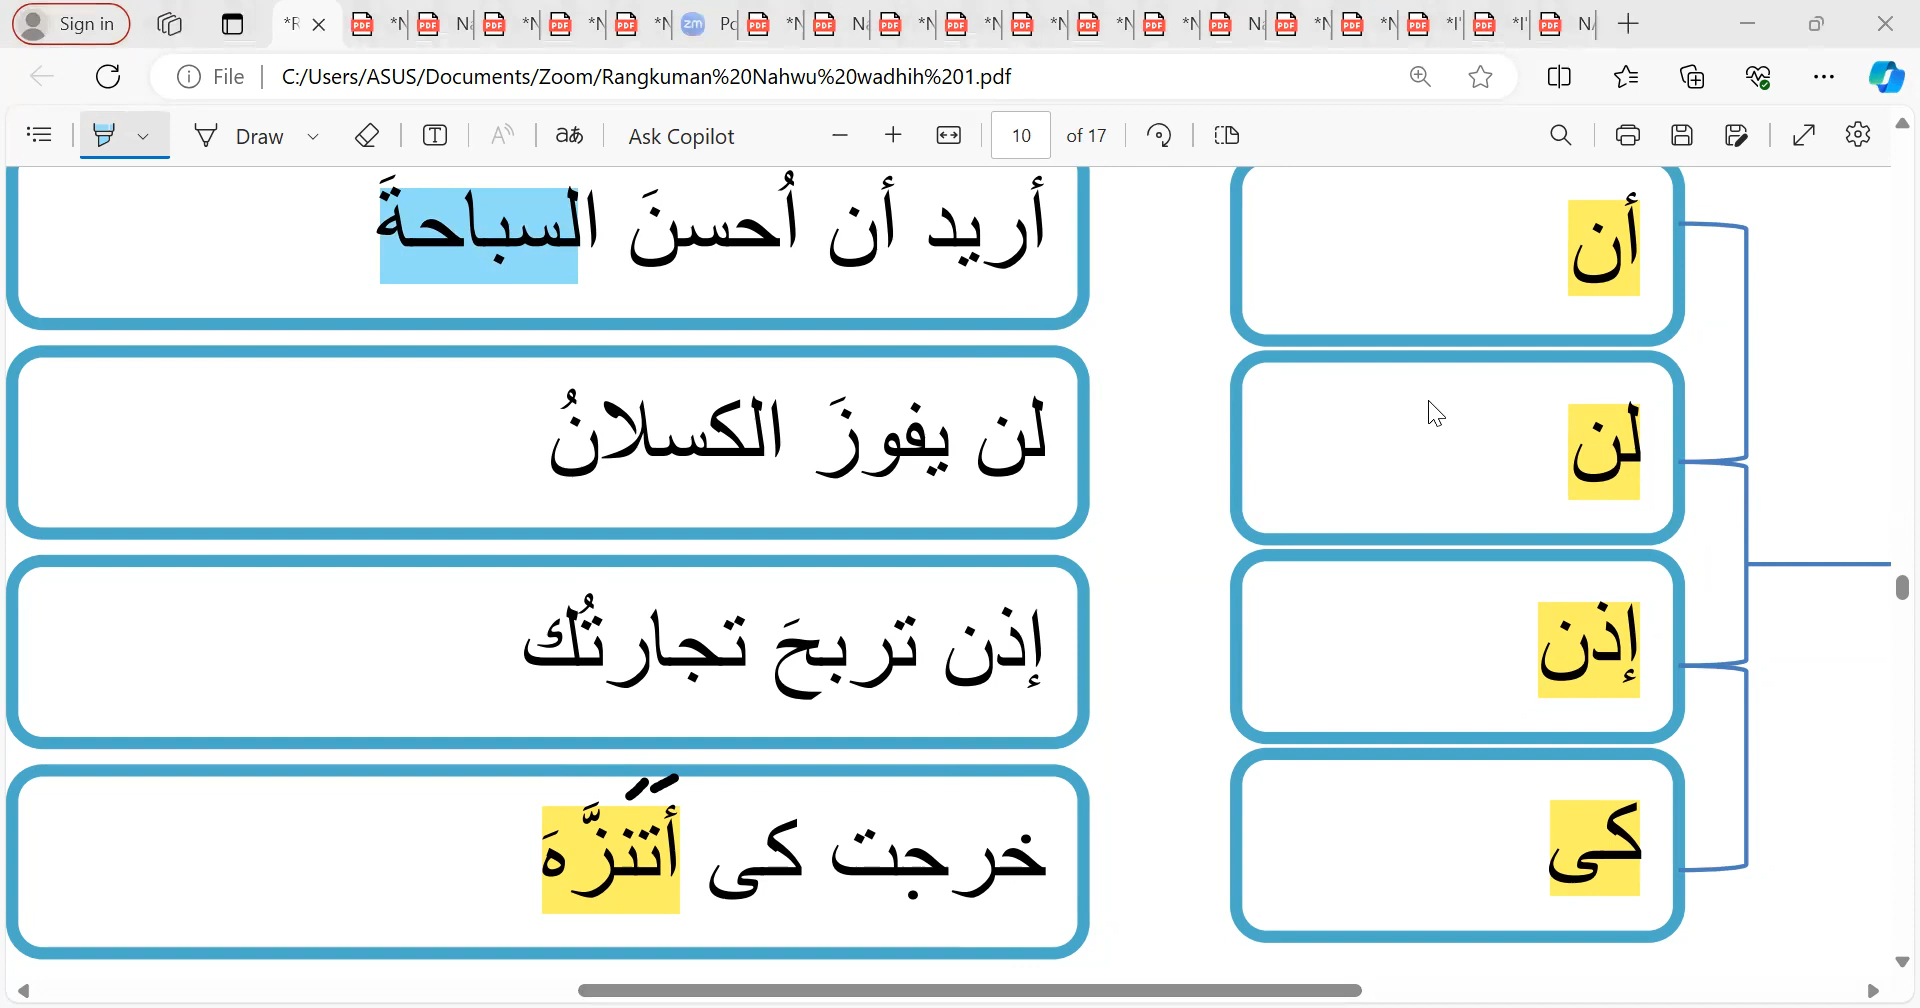 Sign in
*R
File
C:/Users/ASUS/Documents/Zoom/Rangkuman%20Nahwu%20wadhih%201.pdf
Draw
Ask Copilot
10 of 17
أن
أريد أن اُحسنَ السباحةَ
لن
لن يفوزَ الكسلانُ
إذن
إذن تربحَ تجارتُك
كى
خرجت كى أتنزَّهَ